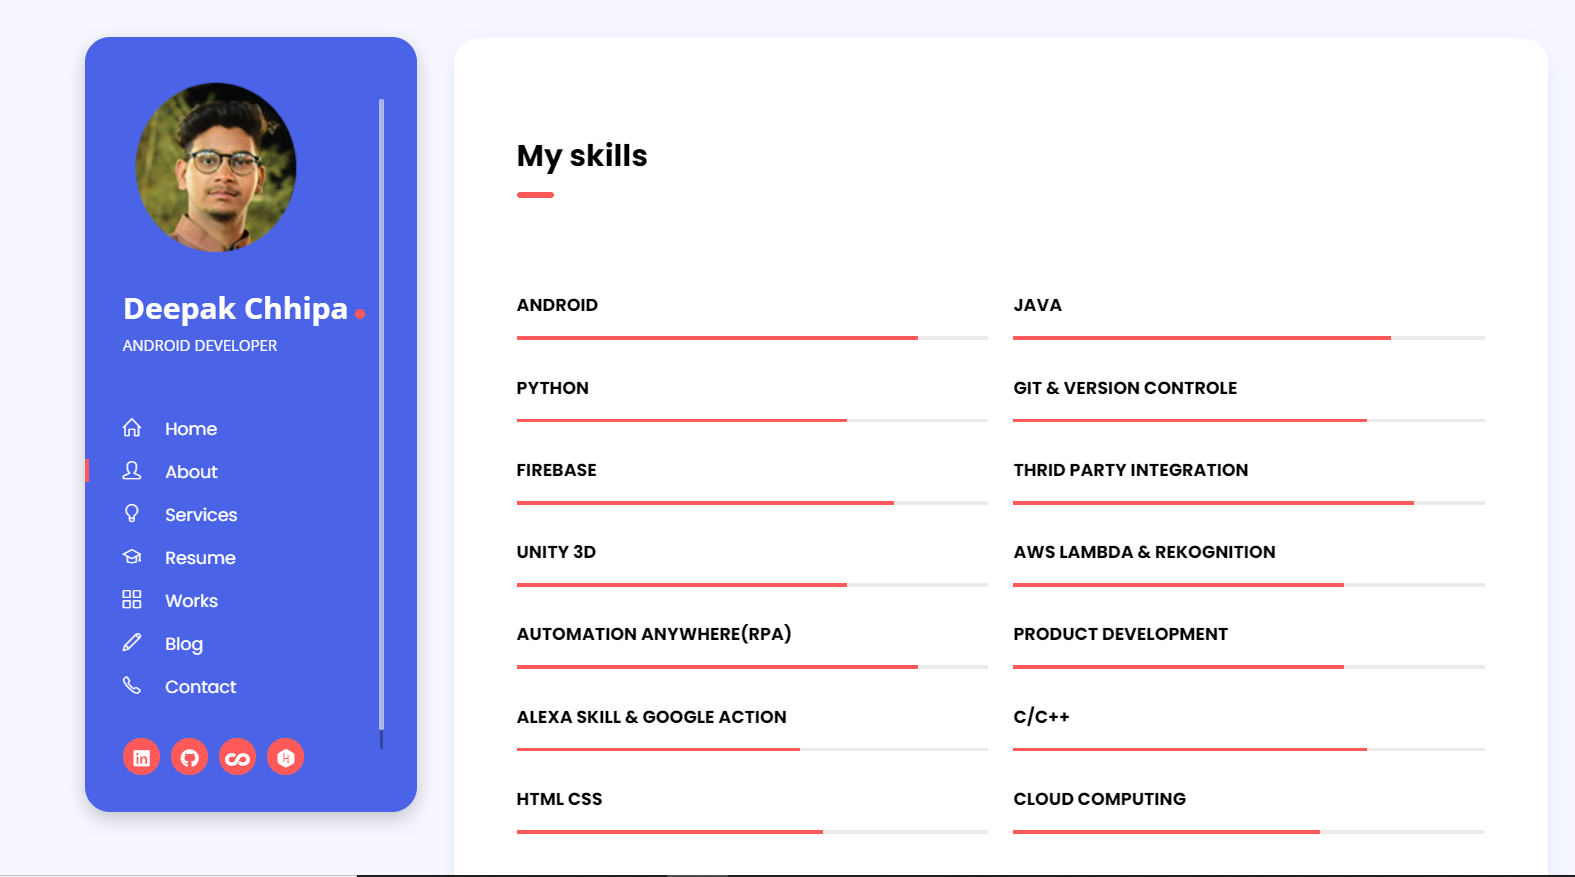 Deepak Chhipa
ANDROID DEVELOPER
Home
About
Services
Resume
Works
Blog
Contact
in
H
My skills
ANDROID
JAVA
PYTHON
GIT & VERSION CONTROLE
FIREBASE
THRID PARTY INTEGRATION
UNITY 3D
AWS LAMBDA & REKOGNITION
AUTOMATION ANYWHERE(RPA)
PRODUCT DEVELOPMENT
ALEXA SKILL & GOOGLE ACTION
C/C++
HTML CSS
CLOUD COMPUTING